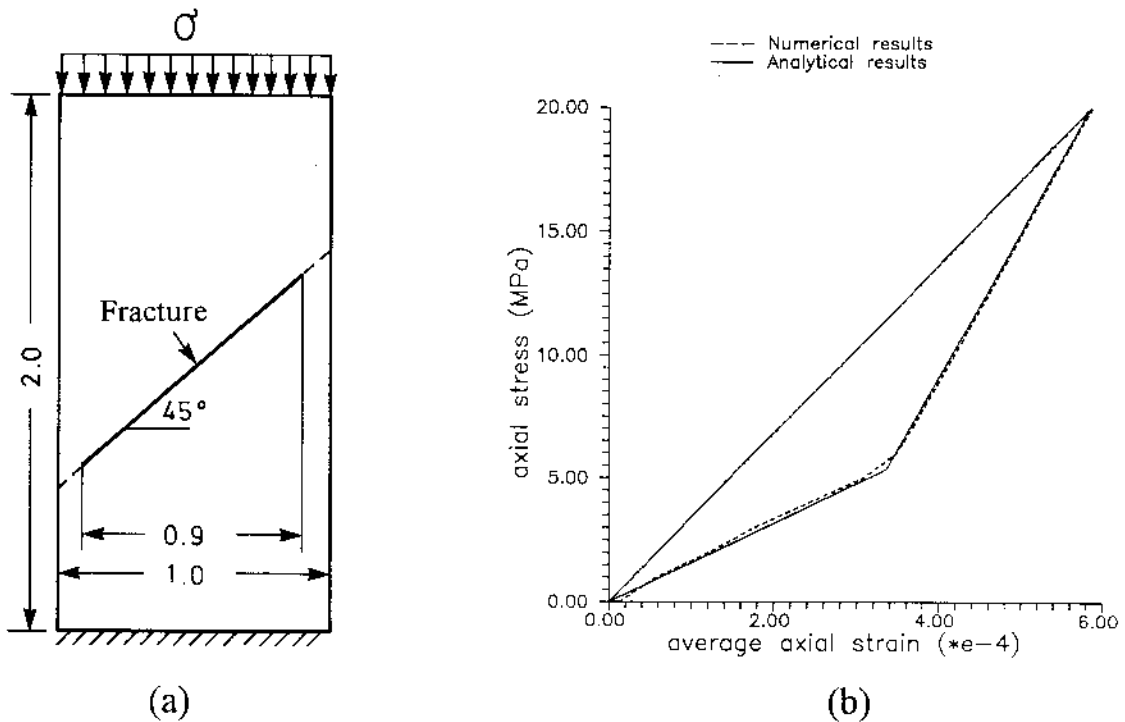 σ
Fracture
45°
2.0
0.9
1.0
(a)
Numerical results
Analytical results
20.00
15.00
10.00
5.00
0.00
axial stress (MPa)
0.00 2.00 4.00 6.00
average axial strain (*e-4)
(b)